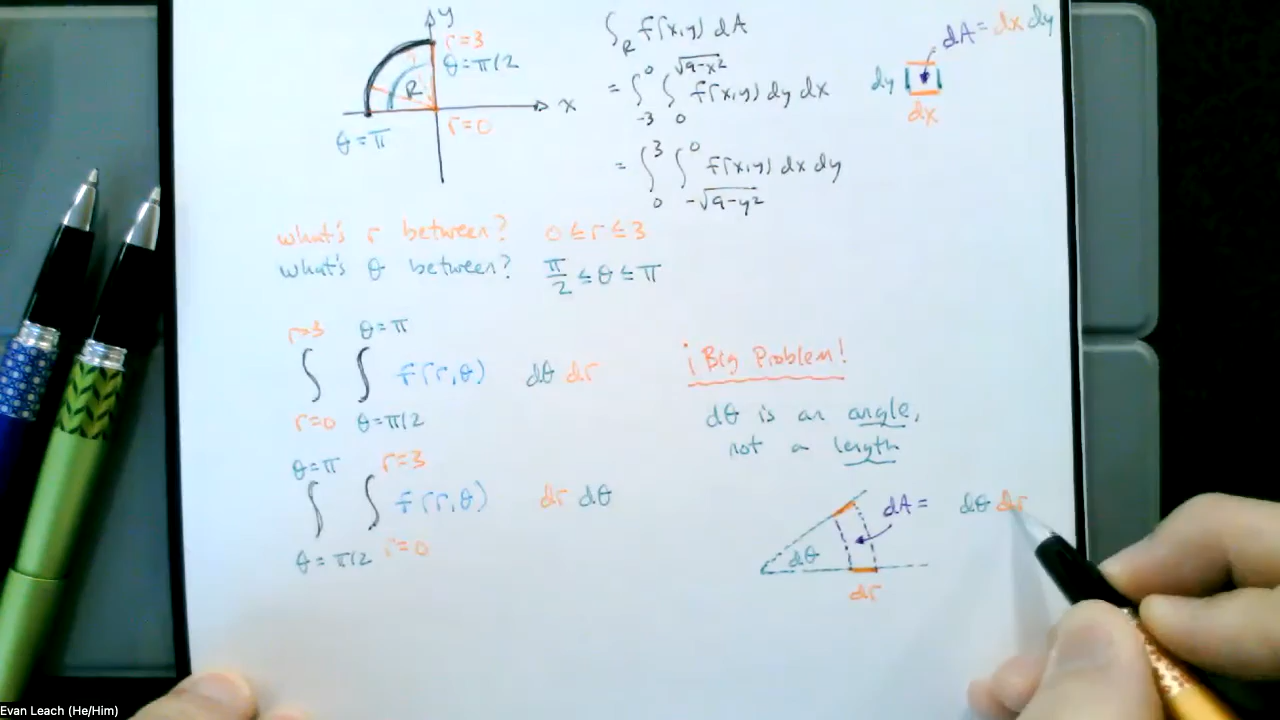 y
r=3
θ=π/2
R
x
θ=π
r=0
∫_R f(x,y) dA
= ∫_{-3}^{0} ∫_{0}^{√9-x²} f(x,y) dy dx
= ∫_{0}^{3} ∫_{-√9-y²}^{0} f(x,y) dx dy
dA = dx dy
dy
dx
what's r between? 0 ≤ r ≤ 3
what's θ between? π/2 ≤ θ ≤ π
∫_{r=0}^{r=3} ∫_{θ=π/2}^{θ=π} f(r,θ) dθ dr
∫_{θ=π/2}^{θ=π} ∫_{r=0}^{r=3} f(r,θ) dr dθ
¡Big Problem!
dθ is an angle,
not a length
dA = dθ dr
dθ
dr
Evan Leach (He/Him)